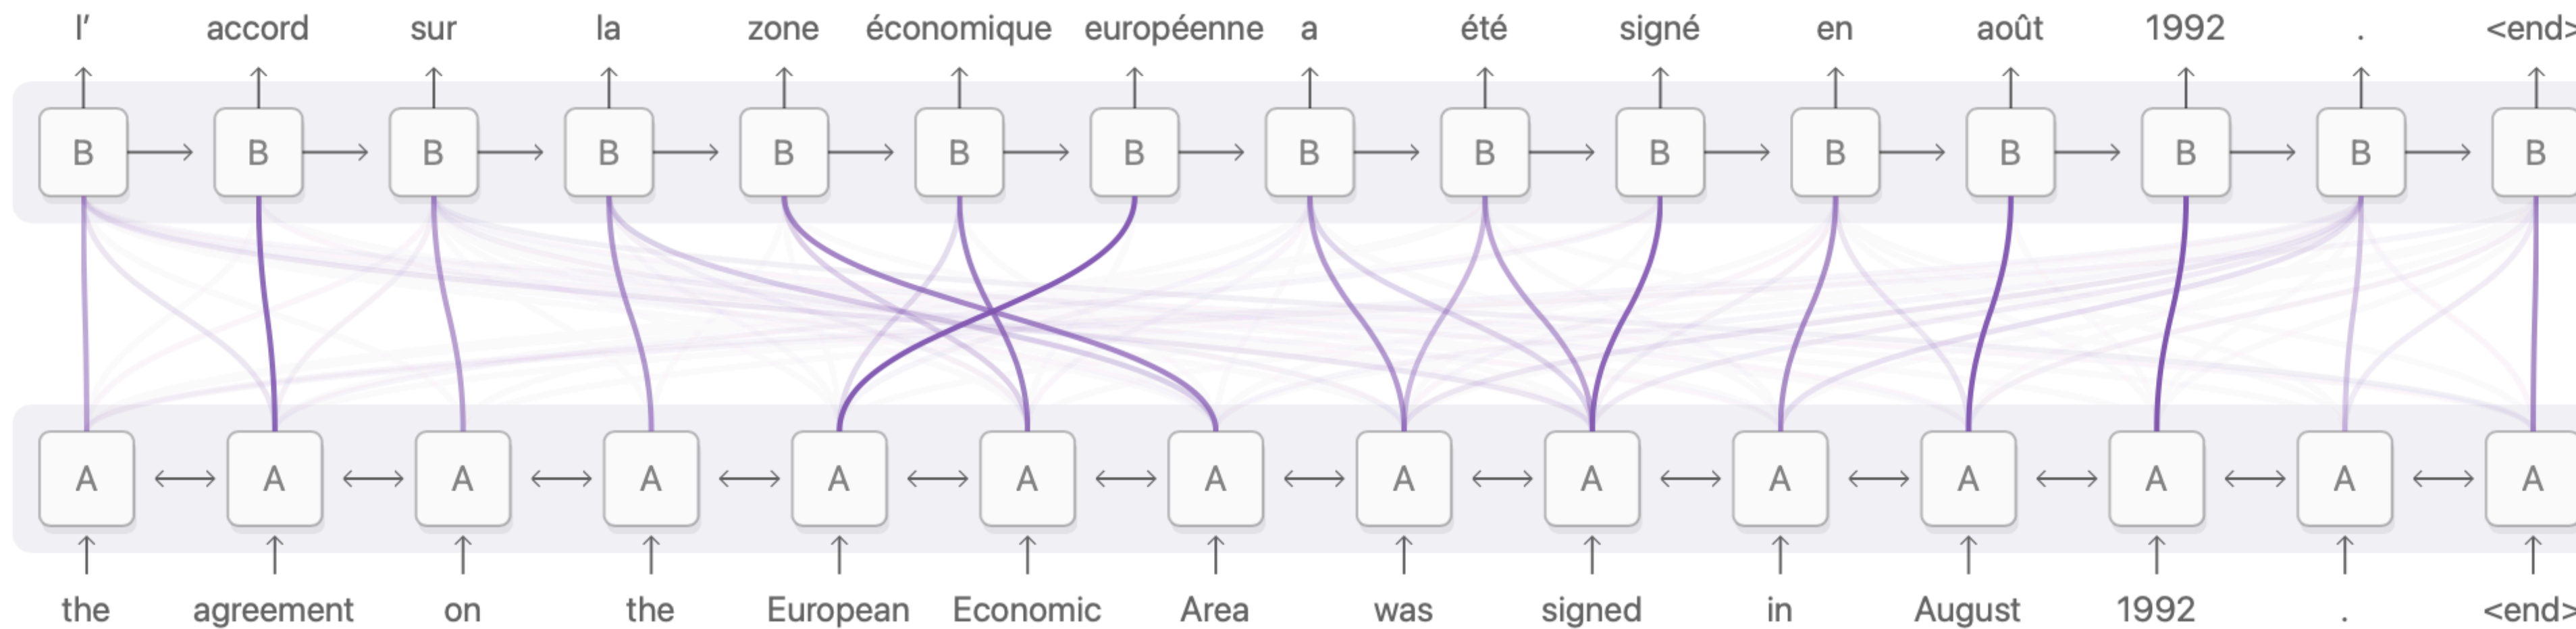 l’ accord sur la zone économique européenne a été signé en août 1992 . <end>
B B B B B B B B B B B B B B B
A A A A A A A A A A A A A A
the agreement on the European Economic Area was signed in August 1992 . <end>